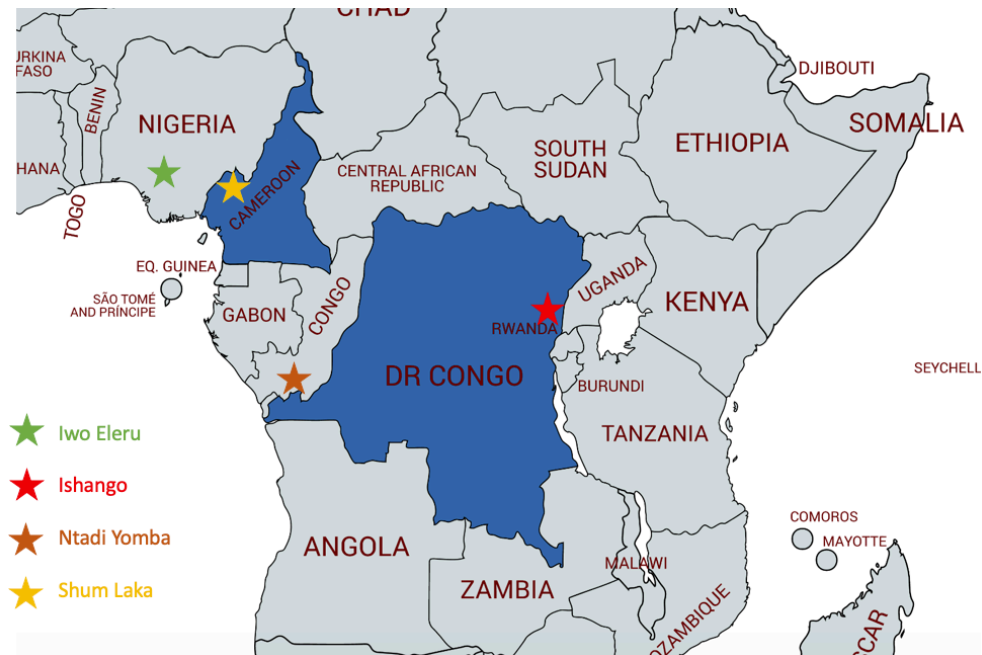 CHAD
URKINA
FASO
BENIN
NIGERIA
DJIBOUTI
SOMALIA
ETHIOPIA
SOUTH
SUDAN
CENTRAL AFRICAN
REPUBLIC
HANA
TOGO
CAMEROON
EQ. GUINEA
SÃO TOMÉ
AND PRÍNCIPE
GABON
CONGO
UGANDA
KENYA
RWANDA
DR CONGO
BURUNDI
SEYCHELL
TANZANIA
Iwo Eleru
Ishango
Ntadi Yomba
Shum Laka
ANGOLA
ZAMBIA
MALAWI
COMOROS
MAYOTTE
OZAMBIQUE
SCAR